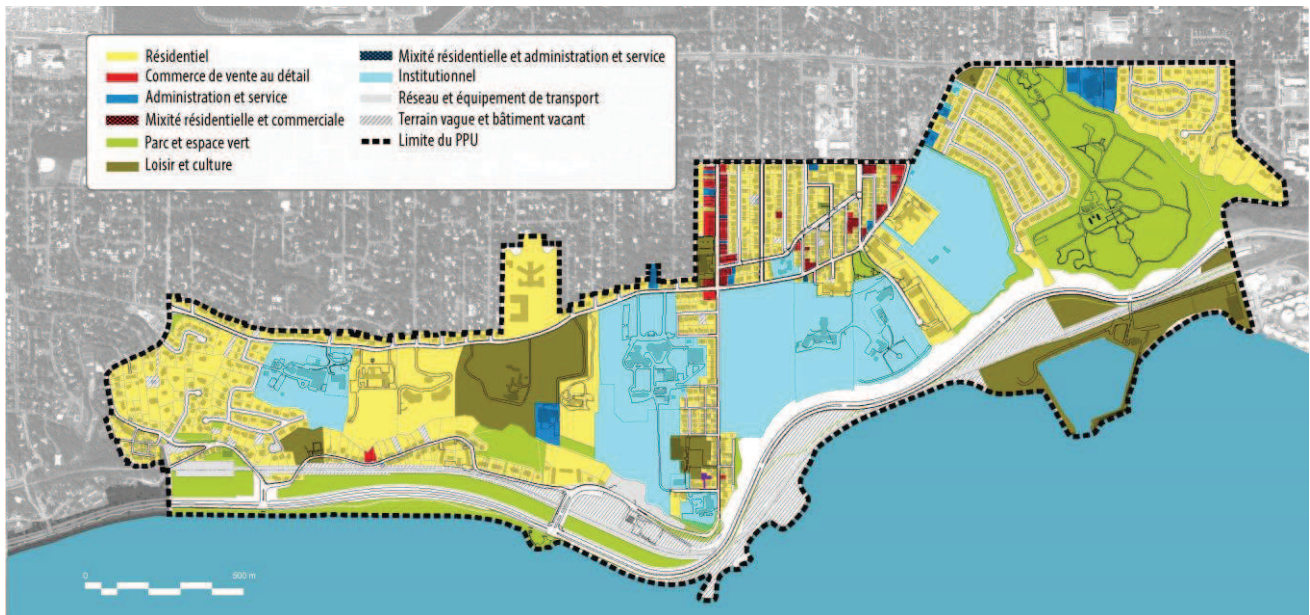 Résidentiel
Commerce de vente au détail
Administration et service
Mixité résidentielle et commerciale
Parc et espace vert
Loisir et culture
Mixité résidentielle et administration et service
Institutionnel
Réseau et équipement de transport
Terrain vague et bâtiment vacant
Limite du PPU
0 500 m